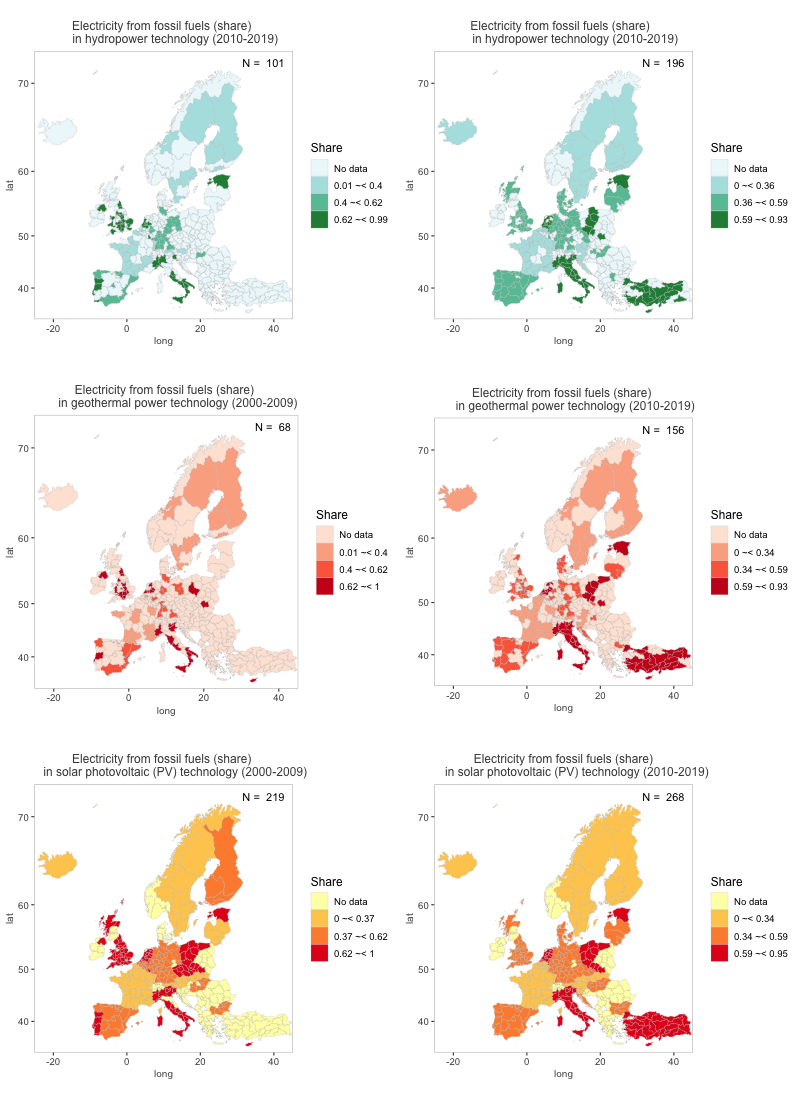 Electricity from fossil fuels (share)
in hydropower technology (2010-2019)
N = 101
70
60
50
40
lat
-20
0
20
40
long
Share
No data
0.01 ~< 0.4
0.4 ~< 0.62
0.62 ~< 0.99
Electricity from fossil fuels (share)
in hydropower technology (2010-2019)
N = 196
70
60
50
40
lat
-20
0
20
40
long
Share
No data
0 ~< 0.36
0.36 ~< 0.59
0.59 ~< 0.93
Electricity from fossil fuels (share)
in geothermal power technology (2000-2009)
N = 68
70
60
50
40
lat
-20
0
20
40
long
Share
No data
0.01 ~< 0.4
0.4 ~< 0.62
0.62 ~< 1
Electricity from fossil fuels (share)
in geothermal power technology (2010-2019)
N = 156
70
60
50
40
lat
-20
0
20
40
long
Share
No data
0 ~< 0.34
0.34 ~< 0.59
0.59 ~< 0.93
Electricity from fossil fuels (share)
in solar photovoltaic (PV) technology (2000-2009)
N = 219
70
60
50
40
lat
-20
0
20
40
long
Share
No data
0 ~< 0.37
0.37 ~< 0.62
0.62 ~< 1
Electricity from fossil fuels (share)
in solar photovoltaic (PV) technology (2010-2019)
N = 268
70
60
50
40
lat
-20
0
20
40
long
Share
No data
0 ~< 0.34
0.34 ~< 0.59
0.59 ~< 0.95